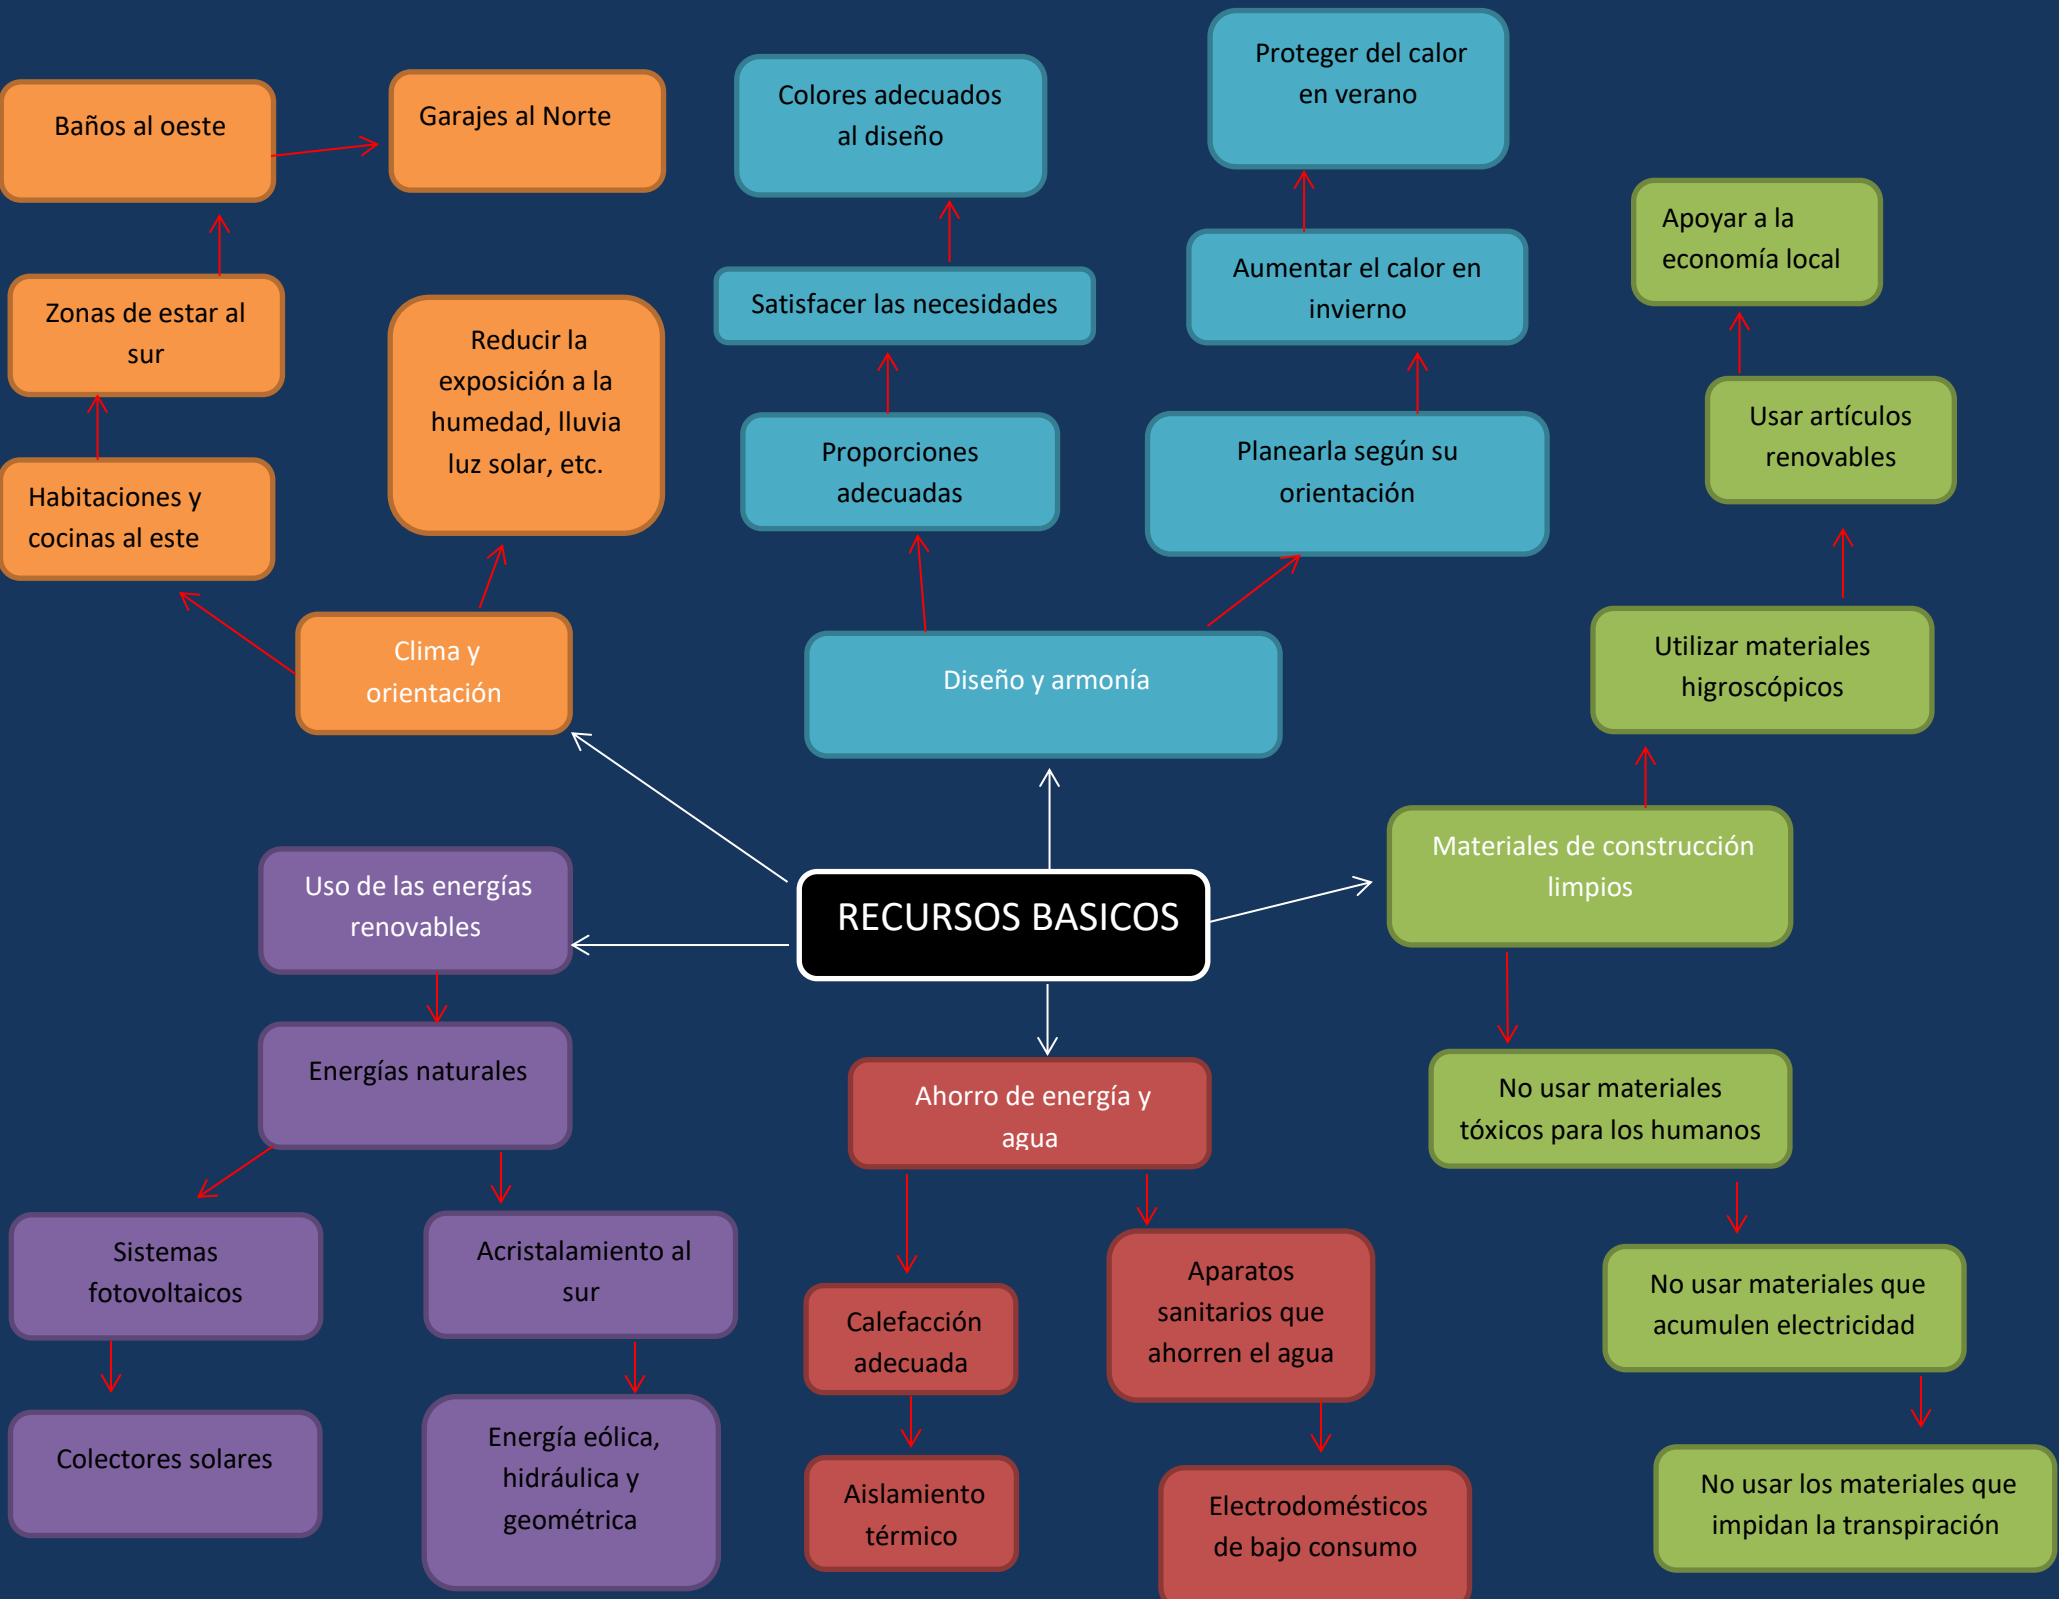 Proteger del calor
en verano
Colores adecuados
al diseño
Baños al oeste
Garajes al Norte
Apoyar a la
economía local
Aumentar el calor en
invierno
Satisfacer las necesidades
Zonas de estar al
sur
Reducir la
exposición a la
humedad, lluvia
luz solar, etc.
Usar artículos
renovables
Proporciones
adecuadas
Planearla según su
orientación
Habitaciones y
cocinas al este
Clima y
orientación
Diseño y armonía
Utilizar materiales
higroscópicos
Materiales de construcción
limpios
Uso de las energías
renovables
RECURSOS BASICOS
Energías naturales
Ahorro de energía y
agua
No usar materiales
tóxicos para los humanos
Sistemas
fotovoltaicos
Acristalamiento al
sur
Aparatos
sanitarios que
ahorren el agua
No usar materiales que
acumulen electricidad
Calefacción
adecuada
Colectores solares
Energía eólica,
hidráulica y
geométrica
Aislamiento
térmico
Electrodomésticos
de bajo consumo
No usar los materiales que
impidan la transpiración